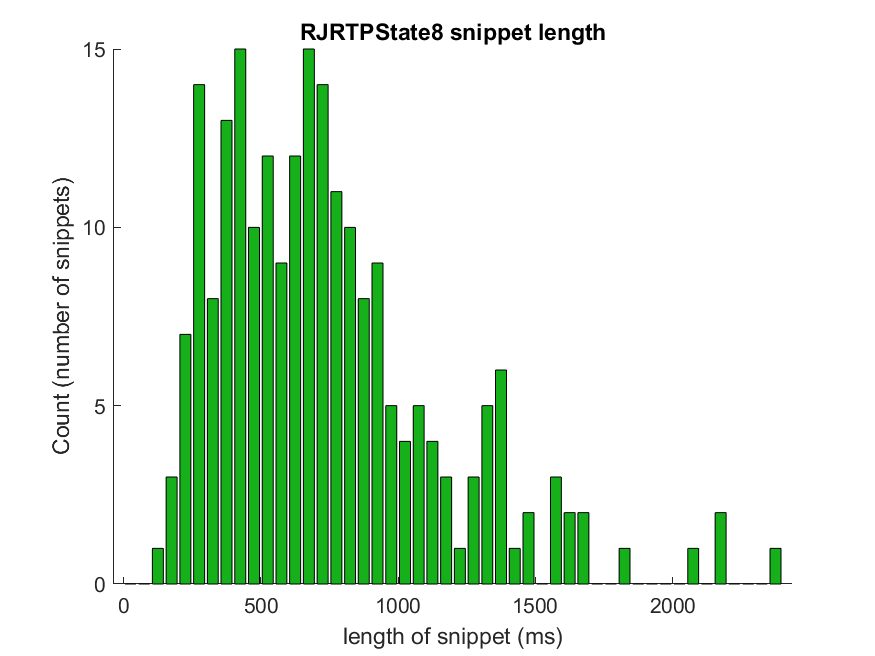 RJRTPState8 snippet length
Count (number of snippets)
15
10
5
0
0 500 1000 1500 2000
length of snippet (ms)